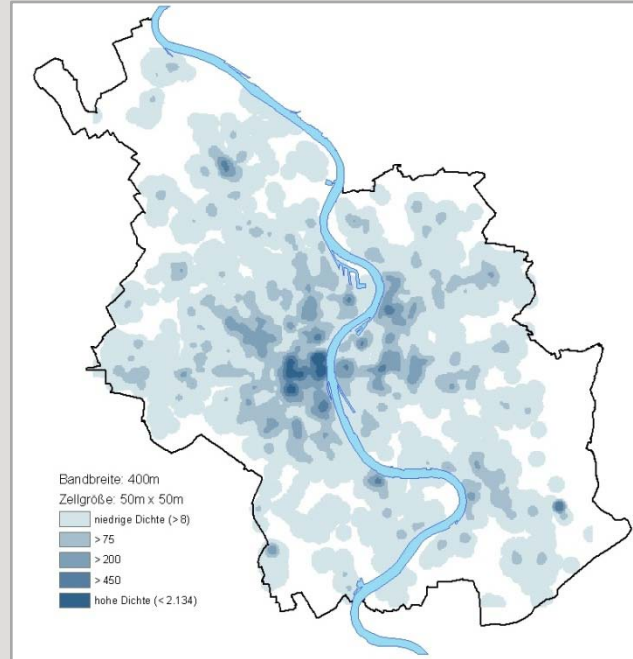 Bandbreite: 400m
Zellgröße: 50m x 50m
niedrige Dichte (> 8)
> 75
> 200
> 450
hohe Dichte (< 2.134)